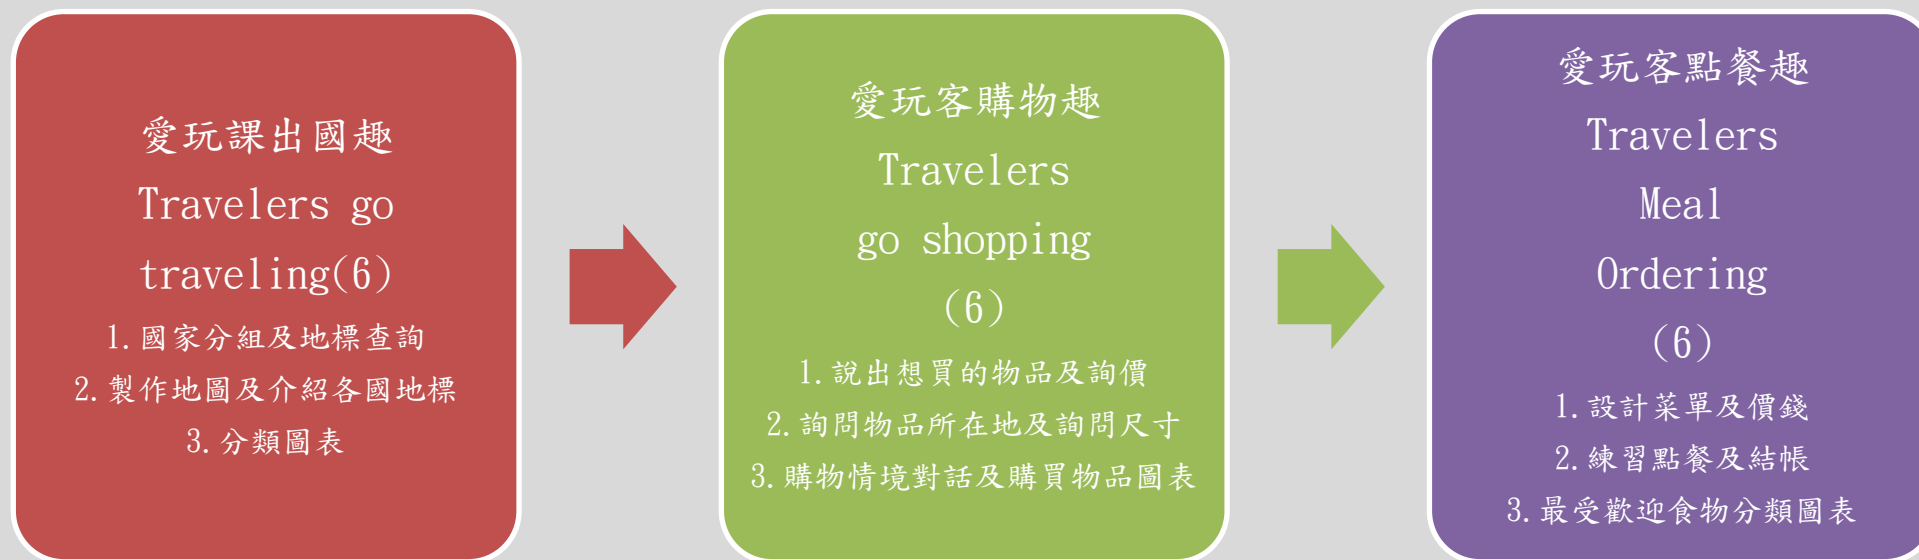 愛玩課出國趣
Travelers go
traveling(6)
1.國家分組及地標查詢
2.製作地圖及介紹各國地標
3.分類圖表
愛玩客購物趣
Travelers
go shopping
(6)
1.說出想買的物品及詢價
2.詢問物品所在地及詢問尺寸
3.購物情境對話及購買物品圖表
愛玩客點餐趣
Travelers
Meal
Ordering
(6)
1.設計菜單及價錢
2.練習點餐及結帳
3.最受歡迎食物分類圖表